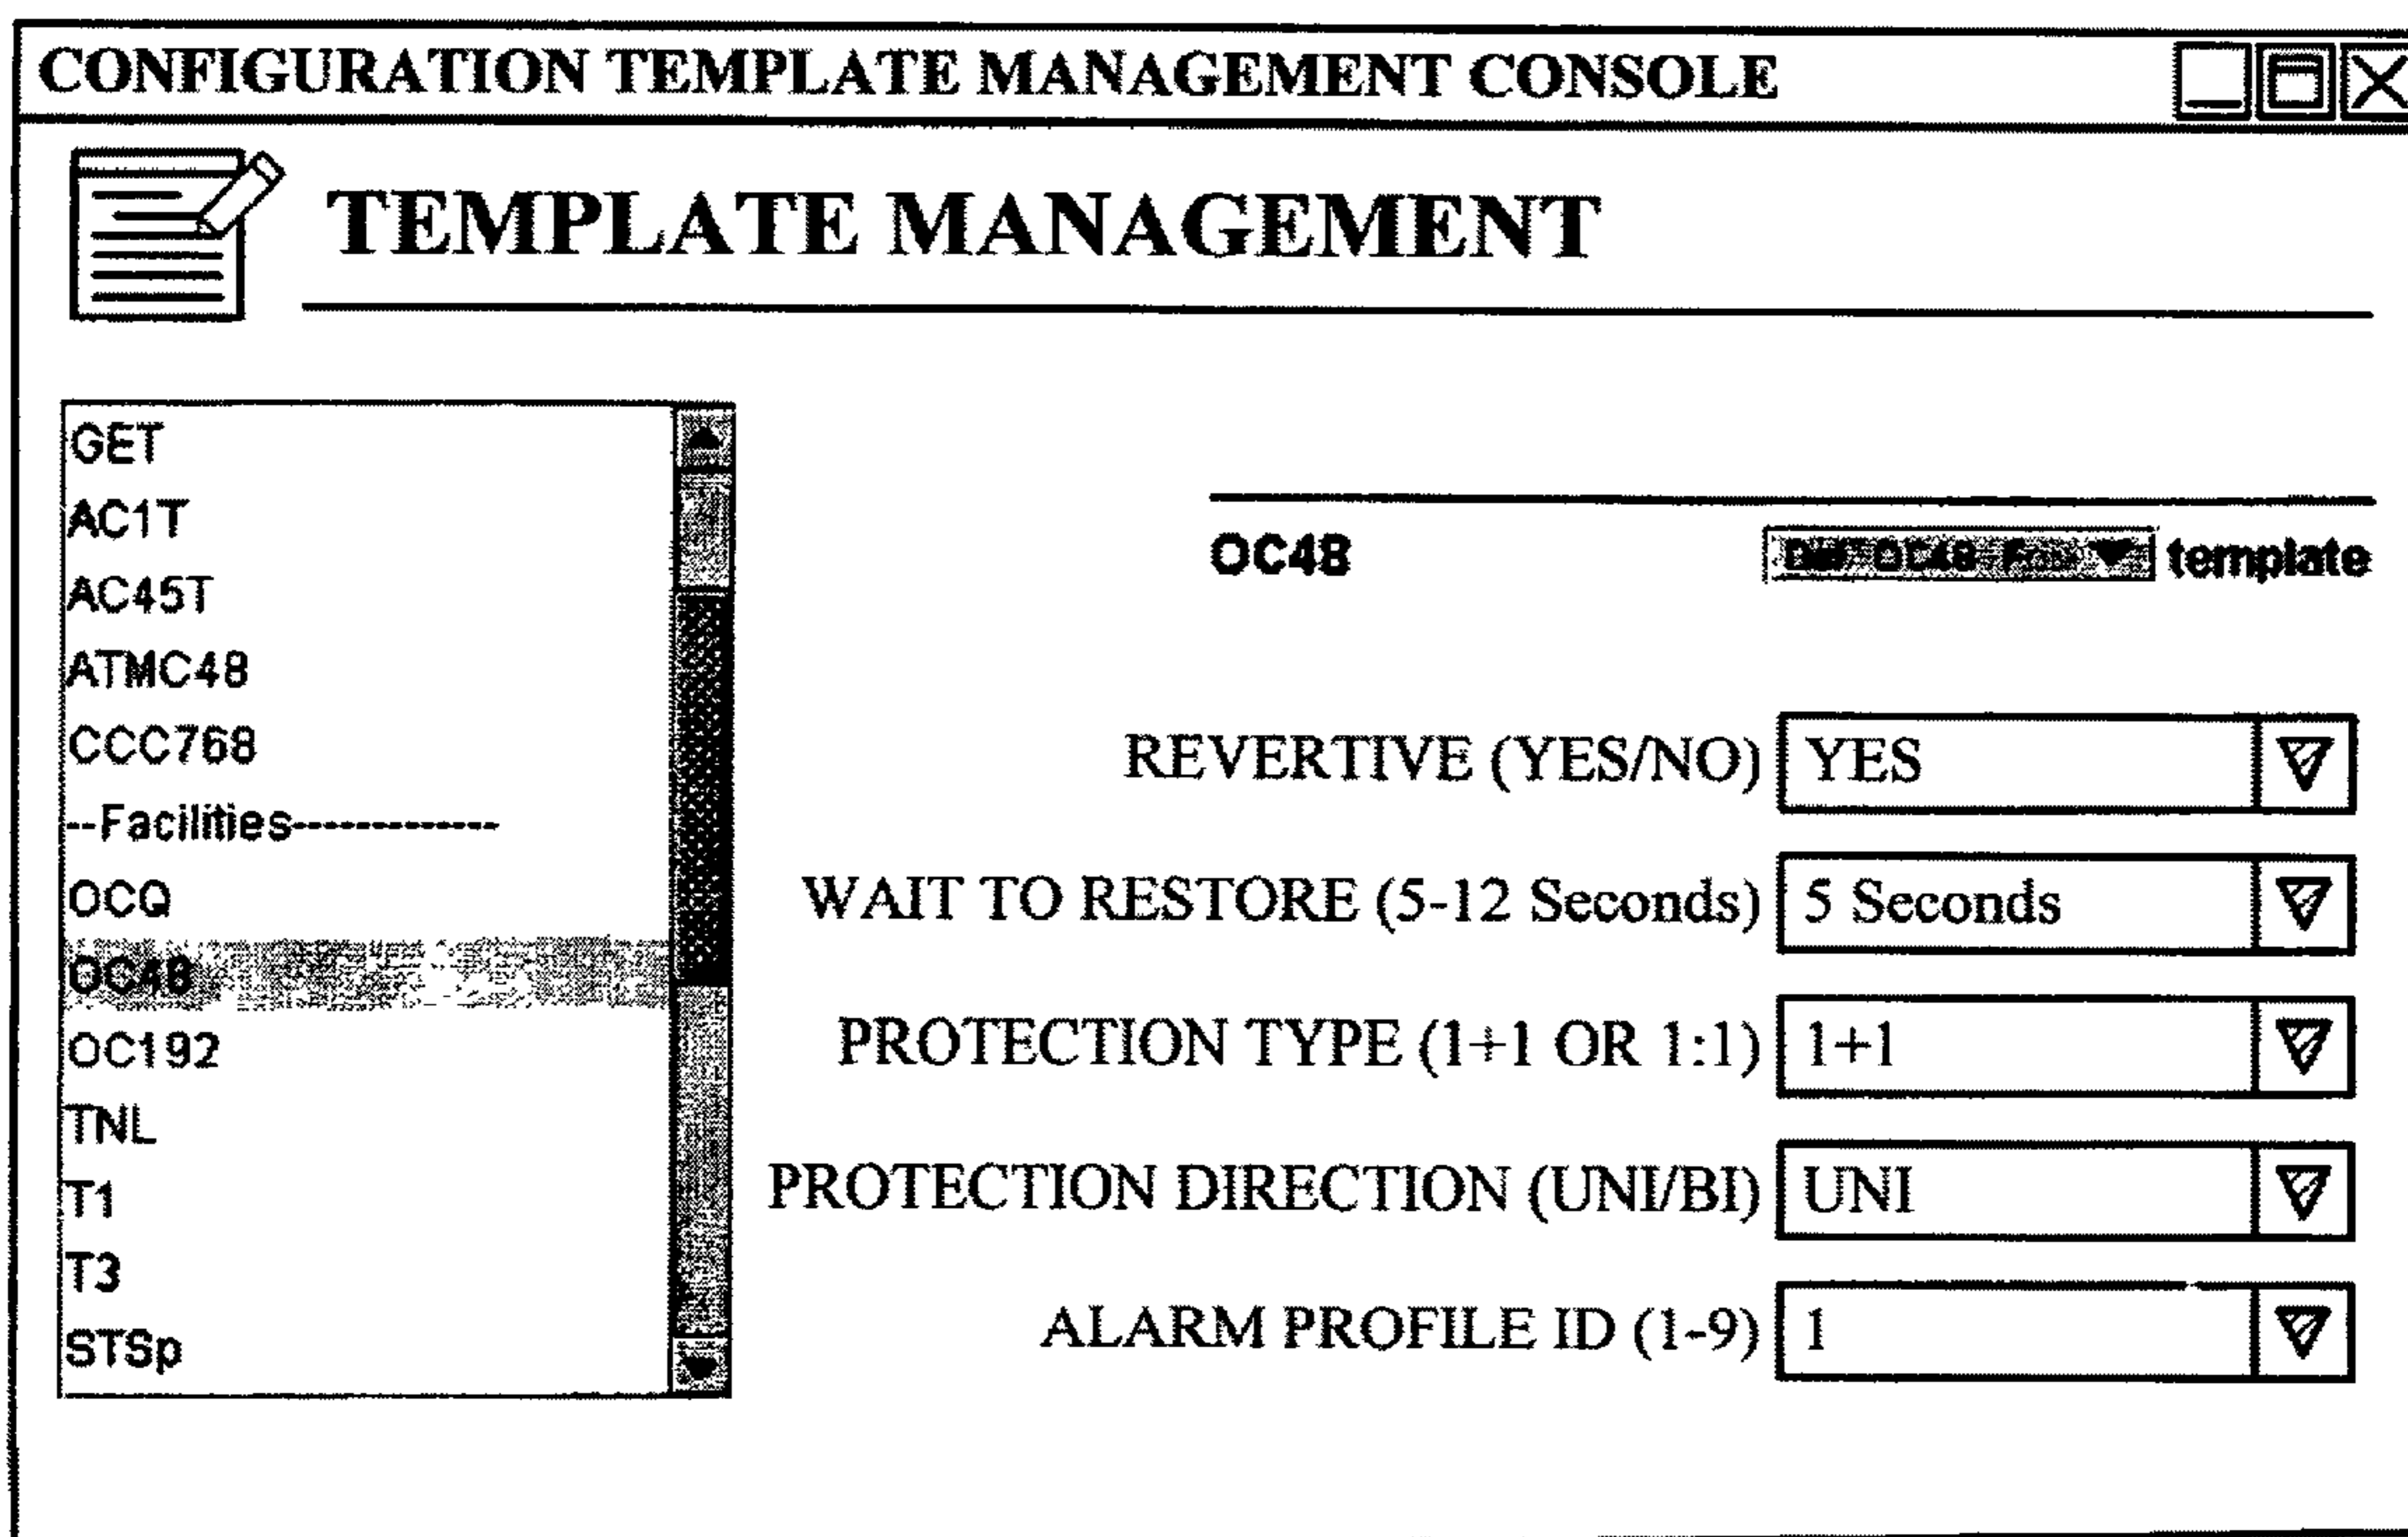 CONFIGURATION TEMPLATE MANAGEMENT CONSOLE
TEMPLATE MANAGEMENT
GET
AC1T
AC45T
ATMC48
CCC768
--Facilities-------------
OCQ
OC48
OC192
TNL
T1
T3
STSp
OC48 OC48 template
REVERTIVE (YES/NO) YES
WAIT TO RESTORE (5-12 Seconds) 5 Seconds
PROTECTION TYPE (1+1 OR 1:1) 1+1
PROTECTION DIRECTION (UNI/BI) UNI
ALARM PROFILE ID (1-9) 1